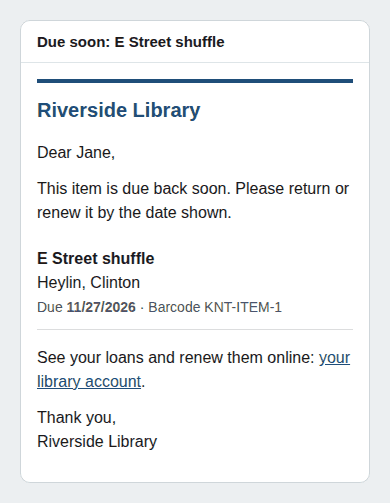 Due soon: E Street shuffle
Riverside Library
Dear Jane,
This item is due back soon. Please return or
renew it by the date shown.
E Street shuffle
Heylin, Clinton
Due 11/27/2026 · Barcode KNT-ITEM-1
See your loans and renew them online: your
library account.
Thank you,
Riverside Library